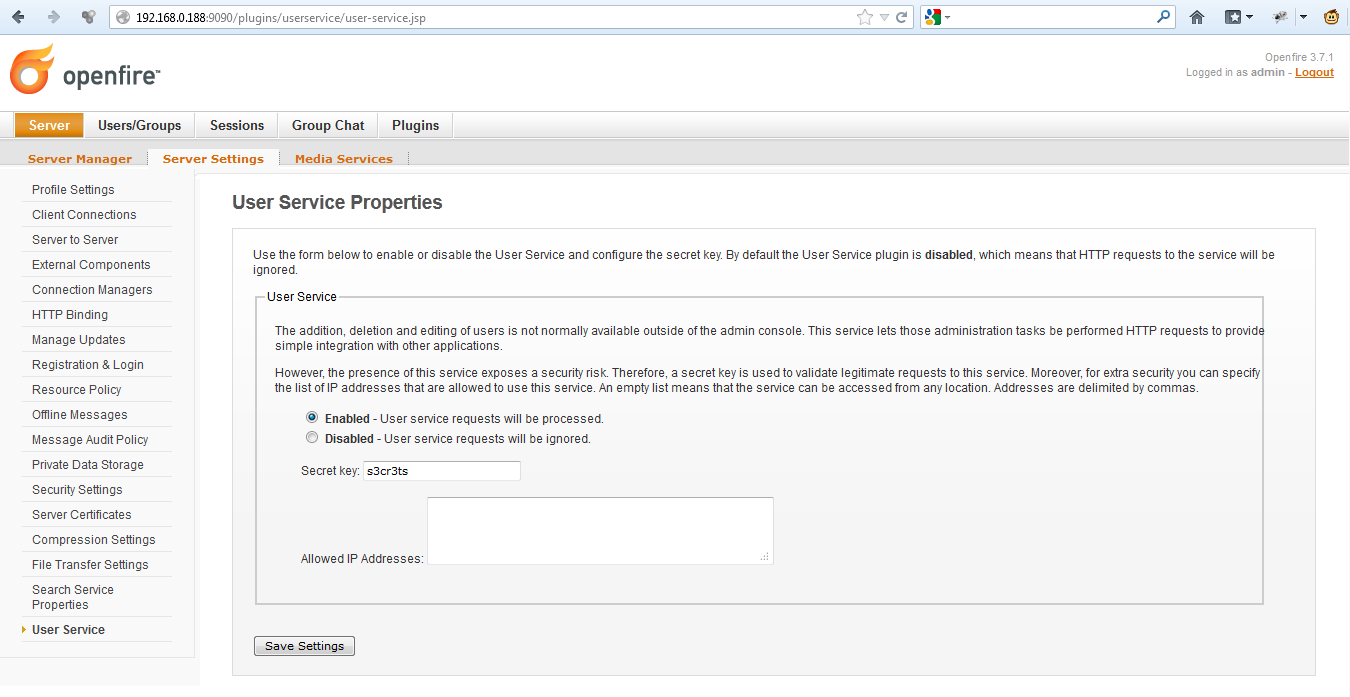 192.168.0.188:9090/plugins/userservice/user-service.jsp
openfire™
Openfire 3.7.1
Logged in as admin - Logout
Server Users/Groups Sessions Group Chat Plugins
Server Manager Server Settings Media Services
Profile Settings
Client Connections
Server to Server
External Components
Connection Managers
HTTP Binding
Manage Updates
Registration & Login
Resource Policy
Offline Messages
Message Audit Policy
Private Data Storage
Security Settings
Server Certificates
Compression Settings
File Transfer Settings
Search Service
Properties
User Service
User Service Properties
Use the form below to enable or disable the User Service and configure the secret key. By default the User Service plugin is disabled, which means that HTTP requests to the service will be
ignored.
User Service
The addition, deletion and editing of users is not normally available outside of the admin console. This service lets those administration tasks be performed HTTP requests to provide
simple integration with other applications.
However, the presence of this service exposes a security risk. Therefore, a secret key is used to validate legitimate requests to this service. Moreover, for extra security you can specify
the list of IP addresses that are allowed to use this service. An empty list means that the service can be accessed from any location. Addresses are delimited by commas.
Enabled - User service requests will be processed.
Disabled - User service requests will be ignored.
Secret key: s3cr3ts
Allowed IP Addresses:
Save Settings